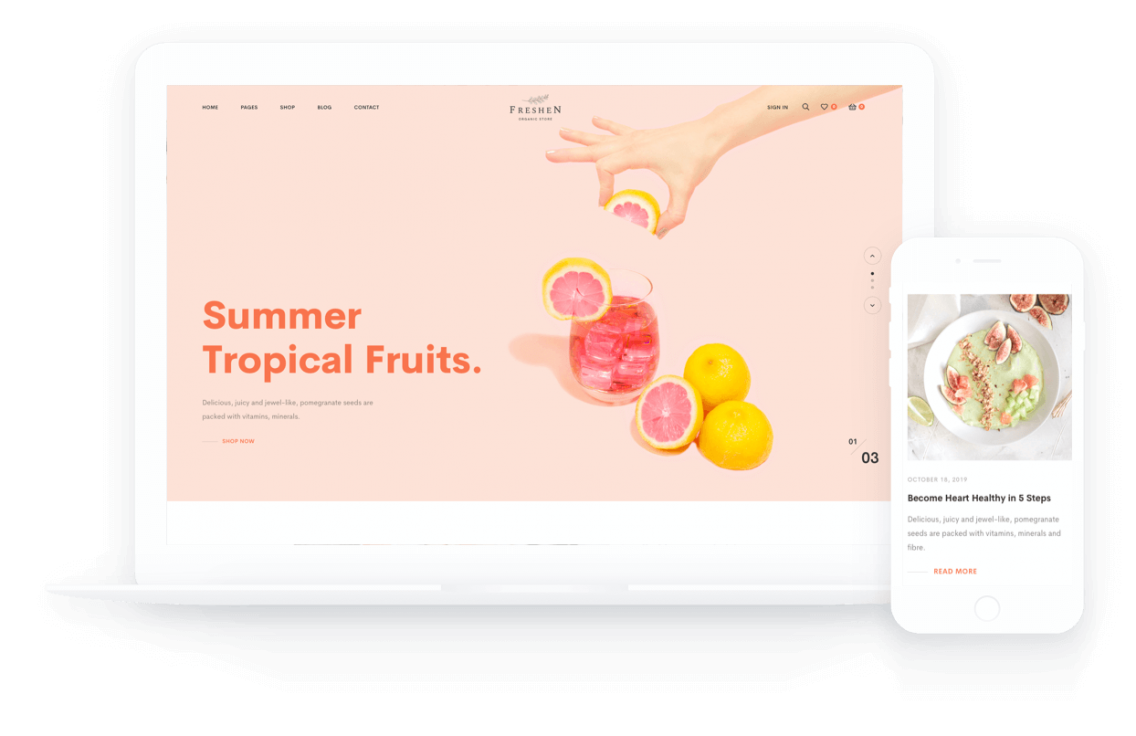 HOME PAGES SHOP BLOG CONTACT
FRESHEN
ORGANIC STORE
SIGN IN
0
0
Summer
Tropical Fruits.
Delicious, juicy and jewel-like, pomegranate seeds are
packed with vitamins, minerals.
SHOP NOW
01
03
OCTOBER 18, 2019
Become Heart Healthy in 5 Steps
Delicious, juicy and jewel-like, pomegranate
seeds are packed with vitamins, minerals and
fibre.
READ MORE